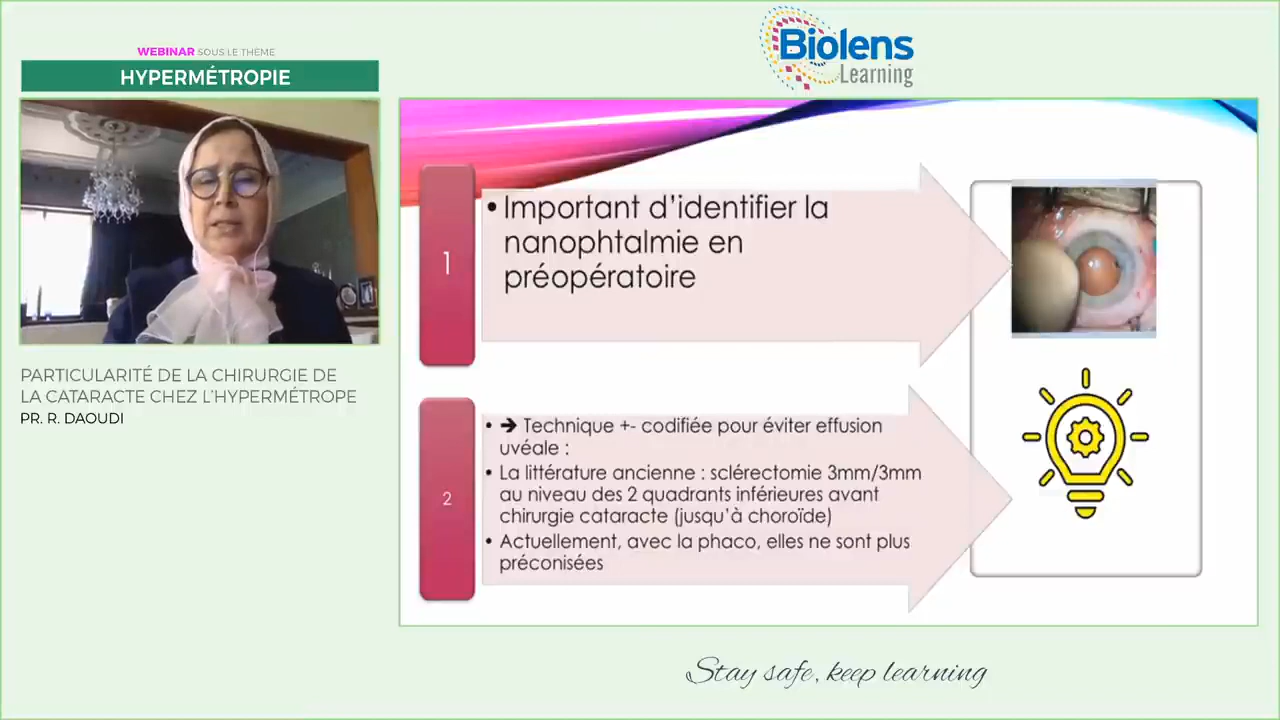 WEBINAR SOUS LE THÈME
HYPERMÉTROPIE
Biolens
Learning
PARTICULARITÉ DE LA CHIRURGIE DE
LA CATARACTE CHEZ L'HYPERMÉTROPE
PR. R. DAOUDI
1
• Important d'identifier la
nanophtalmie en
préopératoire
2
• ➔ Technique +- codifiée pour éviter effusion
uvéale :
• La littérature ancienne : sclérectomie 3mm/3mm
au niveau des 2 quadrants inférieures avant
chirurgie cataracte (jusqu'à choroïde)
• Actuellement, avec la phaco, elles ne sont plus
préconisées
Stay safe, keep learning